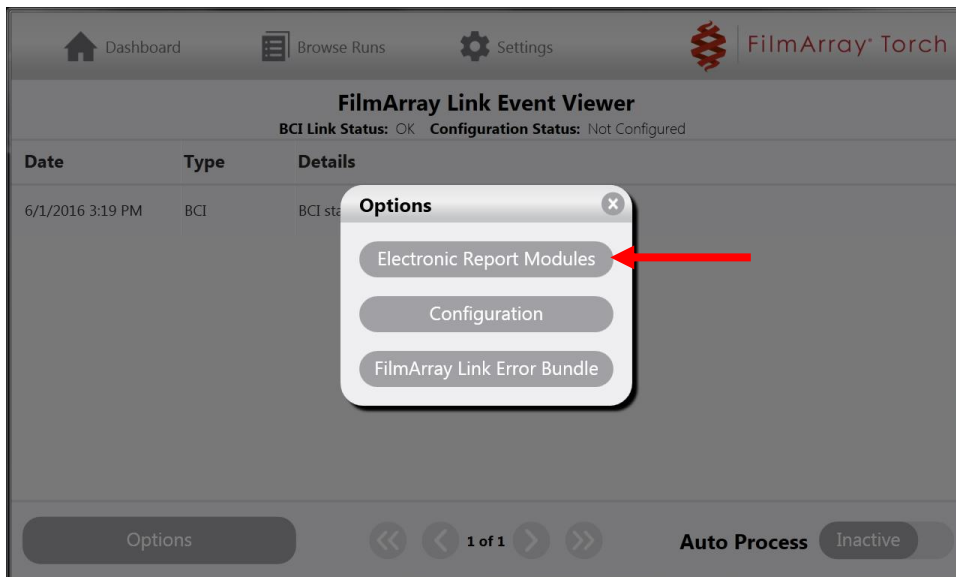 Dashboard Browse Runs Settings FilmArray® Torch
FilmArray Link Event Viewer
BCI Link Status: OK Configuration Status: Not Configured
Date Type Details
6/1/2016 3:19 PM BCI BCI sta
Options
Electronic Report Modules
Configuration
FilmArray Link Error Bundle
Options 1 of 1 Auto Process Inactive